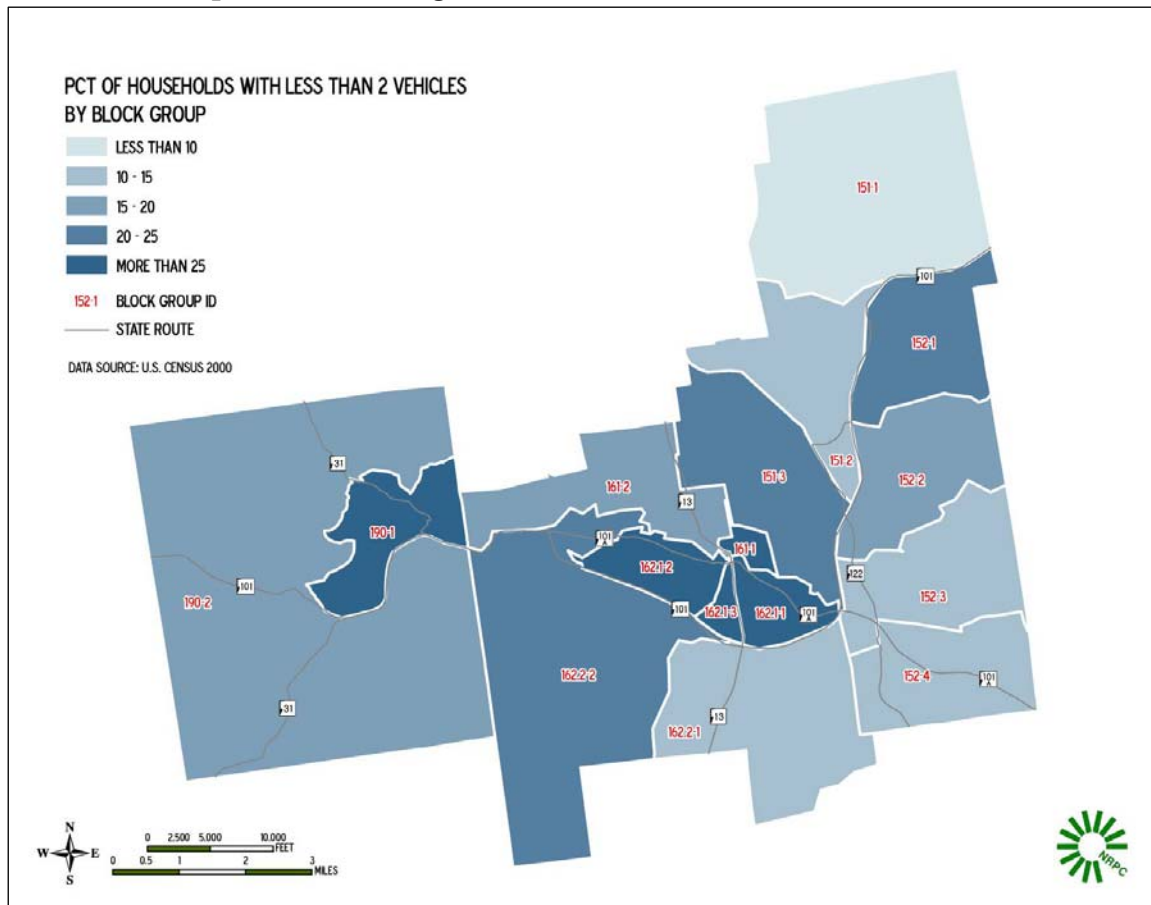 PCT OF HOUSEHOLDS WITH LESS THAN 2 VEHICLES
BY BLOCK GROUP
LESS THAN 10
10 - 15
15 - 20
20 - 25
MORE THAN 25
152-1 BLOCK GROUP ID
STATE ROUTE
DATA SOURCE: U.S. CENSUS 2000
151-1
101
152-1
31
151-2
151-3
152-2
161-2
13
190-1
101 A
161-1
162.1-2
122
101
190-2
152-3
101
162.1-3
162.1-1
101 A
162.2-2
152-4
101 A
31
13
162.2-1
N
W E
S
0 2,500 5,000 10,000
FEET
0 0.5 1 2 3
MILES
NRPC